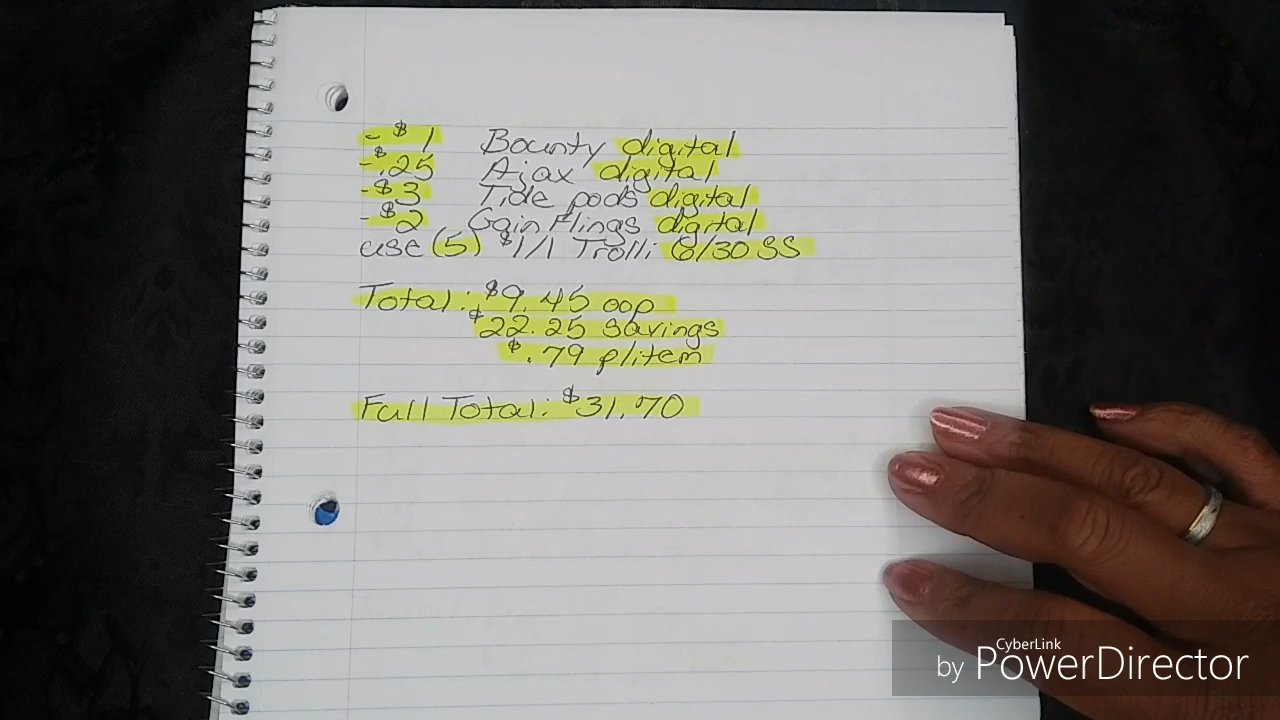 - $1 Bounty digital
- $.25 Ajax digital
- $3 Tide pods digital
- $2 Gain Flings digital
use (5) $1/1 Trolli 6/30 SS
Total: $9.45 oop
$22.25 savings
$.79 p/item
Full Total: $31.70
CyberLink
by PowerDirector